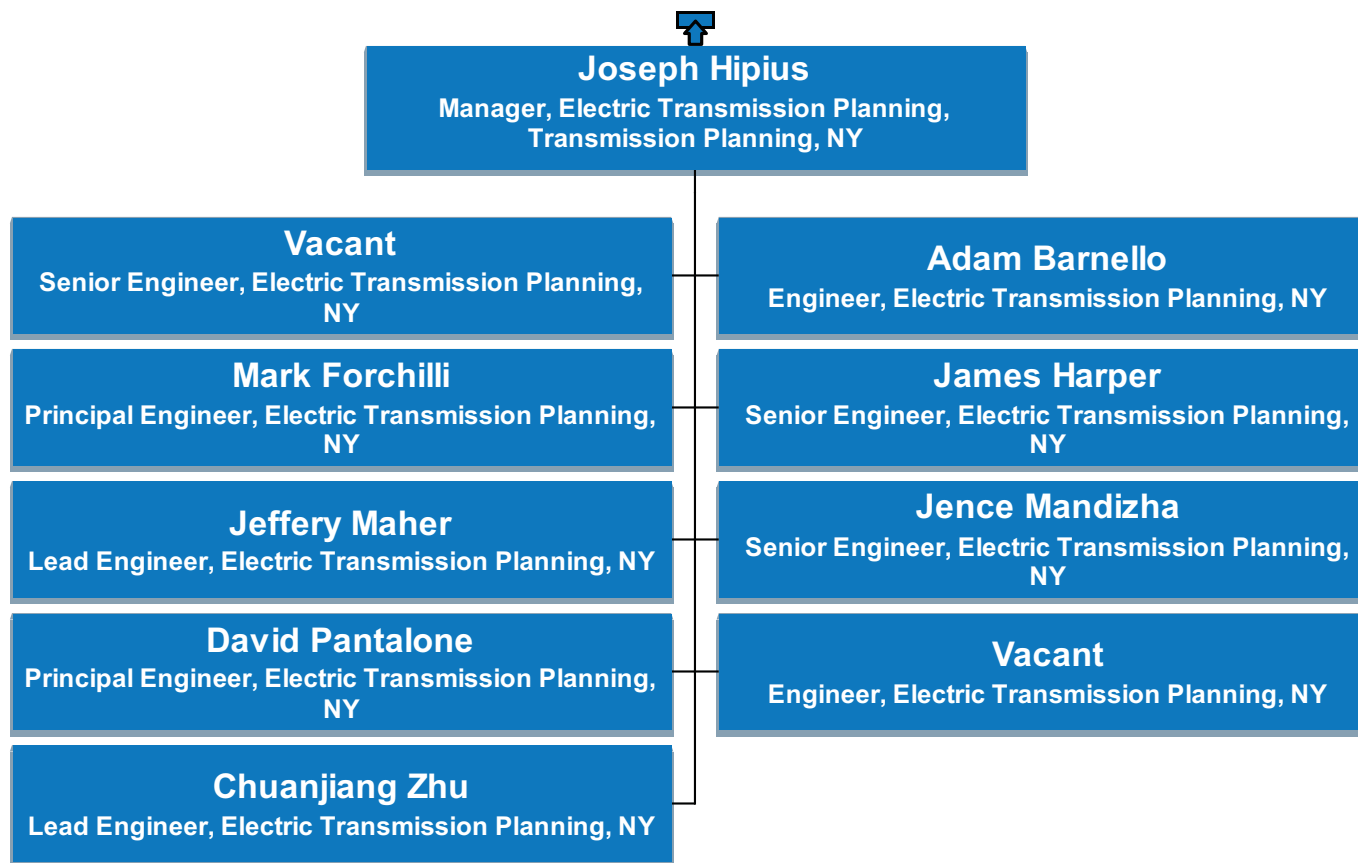 Joseph Hipius
Manager, Electric Transmission Planning,
Transmission Planning, NY
Vacant
Senior Engineer, Electric Transmission Planning,
NY
Adam Barnello
Engineer, Electric Transmission Planning, NY
Mark Forchilli
Principal Engineer, Electric Transmission Planning,
NY
James Harper
Senior Engineer, Electric Transmission Planning,
NY
Jeffery Maher
Lead Engineer, Electric Transmission Planning, NY
Jence Mandizha
Senior Engineer, Electric Transmission Planning,
NY
David Pantalone
Principal Engineer, Electric Transmission Planning,
NY
Vacant
Engineer, Electric Transmission Planning, NY
Chuanjiang Zhu
Lead Engineer, Electric Transmission Planning, NY